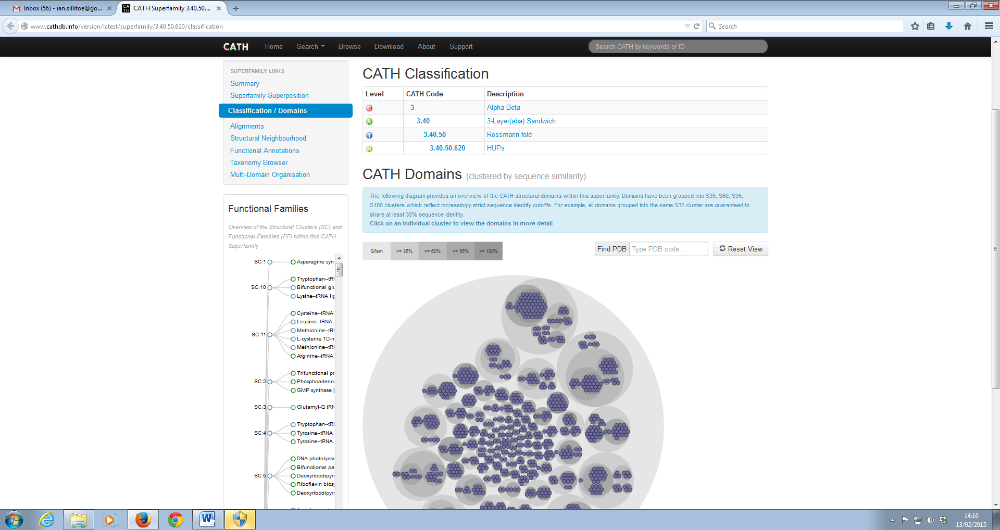 Inbox (56) - ian.sillitoe@go...
CATH Superfamily 3.40.50....
www.cathdb.info/version/latest/superfamily/3.40.50.620/classification
Search
CATH
Home
Search
Browse
Download
About
Support
Search CATH by keywords or ID
SUPERFAMILY LINKS
Summary
Superfamily Superposition
Classification / Domains
Alignments
Structural Neighbourhood
Functional Annotations
Taxonomy Browser
Multi-Domain Organisation
Functional Families
Overview of the Structural Clusters (SC) and
Functional Families (FF) within this CATH
Superfamily
SC:1
Asparagine syn
SC:10
Tryptophan--tR
Bifunctional glu
Lysine--tRNA lig
SC:11
Cysteine--tRNA
Leucine--tRNA
Methionine--tR
L-cysteine:1D-m
Methionine--tR
Arginine--tRNA
SC:2
Trifunctional pr
Phosphoadeno
GMP synthase [
SC:3
Glutamyl-Q tR
SC:4
Tryptophan--tR
Tyrosine--tRNA
Tyrosine--tRNA
SC:5
DNA photolyase
Bifunctional pa
Deoxyribodipyri
Riboflavin bios
Deoxyribodipyri
CATH Classification
Level CATH Code Description
C 3 Alpha Beta
A 3.40 3-Layer(aba) Sandwich
T 3.40.50 Rossmann fold
H 3.40.50.620 HUPs
CATH Domains (clustered by sequence similarity)
The following diagram provides an overview of the CATH structural domains within this superfamily. Domains have been grouped into S35, S60, S95,
S100 clusters which reflect increasingly strict sequence identity cutoffs. For example, all domains grouped into the same S35 cluster are guaranteed to
share at least 35% sequence identity.
Click on an individual cluster to view the domains in more detail
Sfam >= 35% >= 60% >= 95% >= 100%
Find PDB Type PDB code... Reset View
14:16
13/02/2015